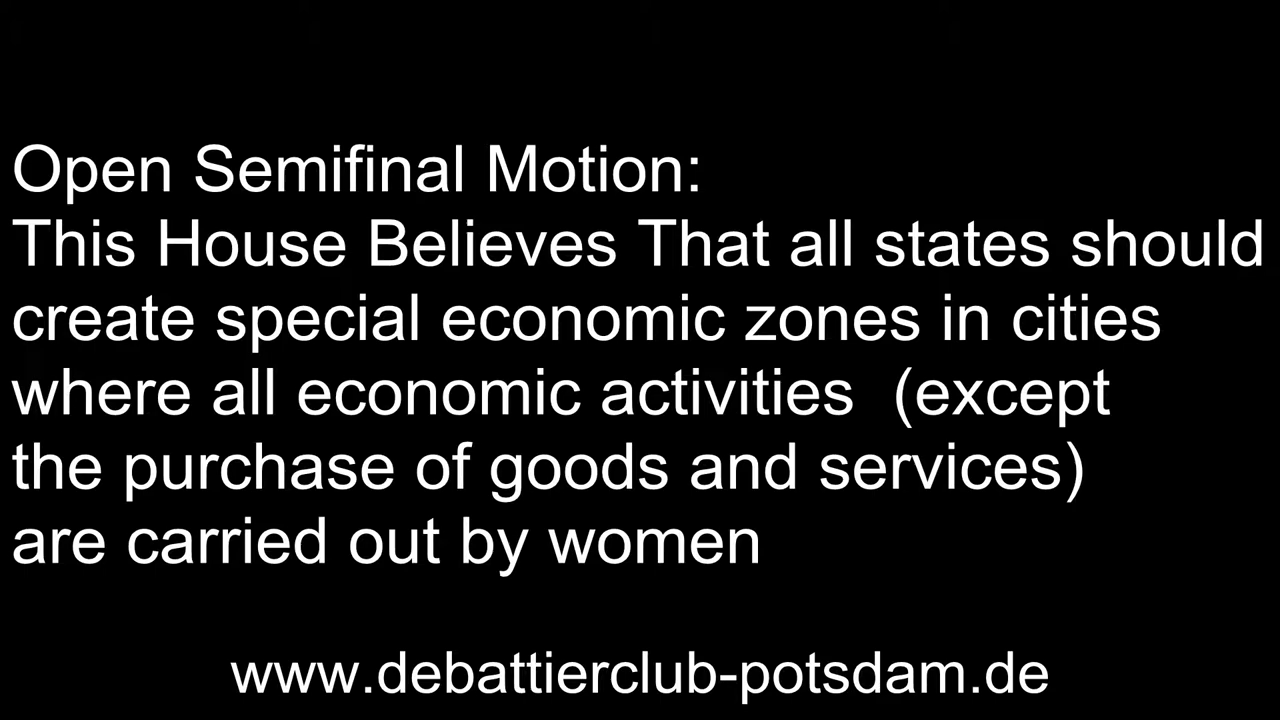 Open Semifinal Motion:
This House Believes That all states should
create special economic zones in cities
where all economic activities  (except
the purchase of goods and services)
are carried out by women
www.debattierclub-potsdam.de